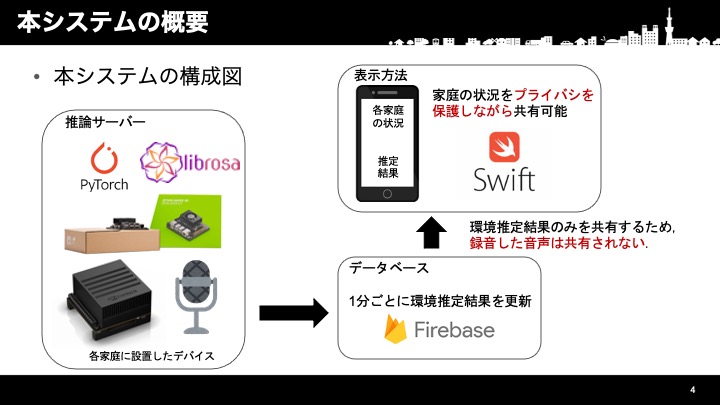 本システムの概要
• 本システムの構成図
推論サーバー
PyTorch
librosa
各家庭に設置したデバイス
表示方法
各家庭
の状況
推定
結果
家庭の状況をプライバシを
保護しながら共有可能
Swift
環境推定結果のみを共有するため,
録音した音声は共有されない.
データベース
1分ごとに環境推定結果を更新
Firebase
4